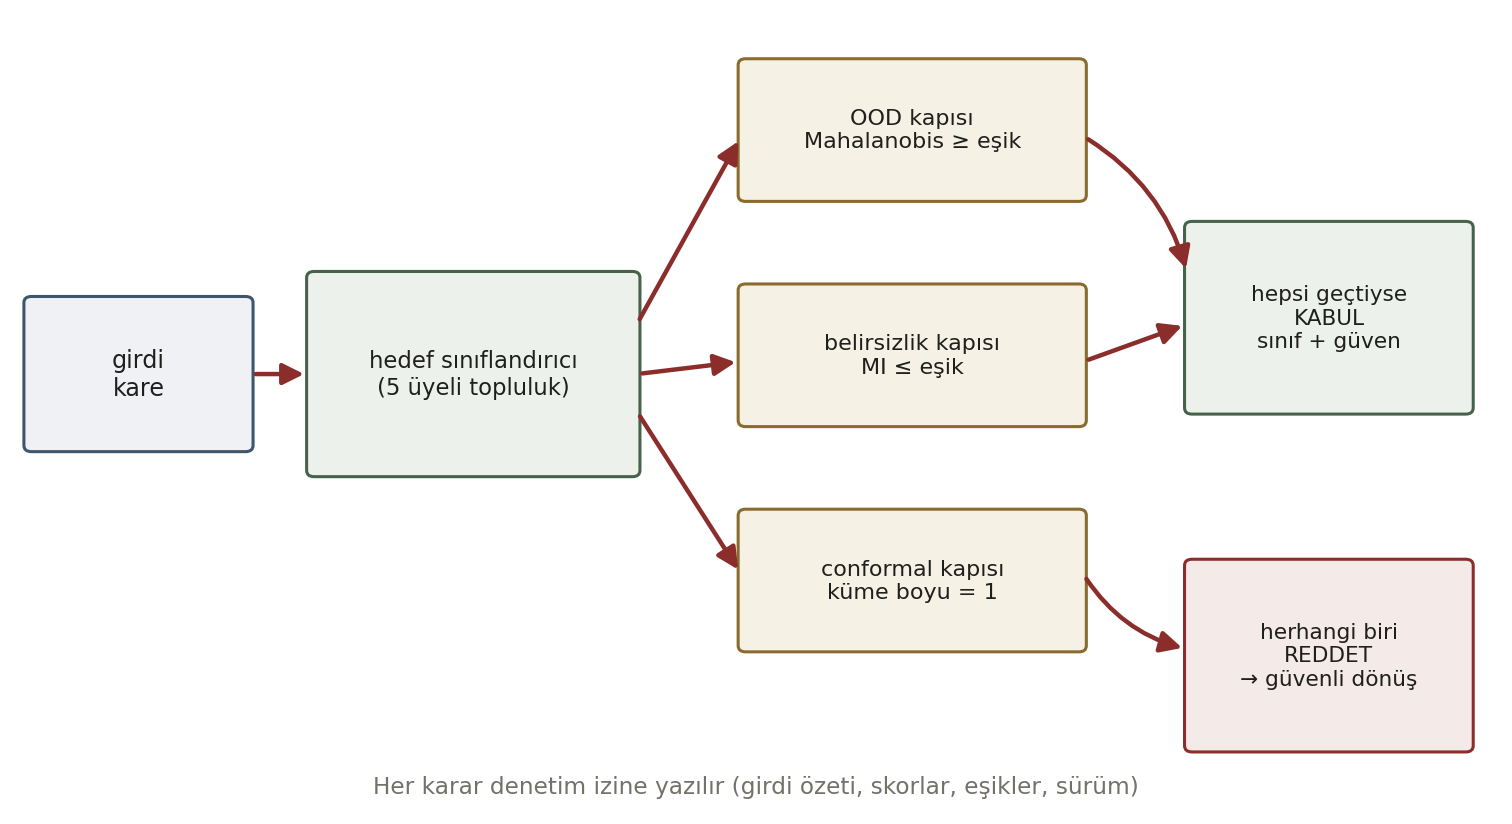 girdi
kare
hedef sınıflandırıcı
(5 üyeli topluluk)
OOD kapısı
Mahalanobis ≥ eşik
belirsizlik kapısı
MI ≤ eşik
conformal kapısı
küme boyu = 1
hepsi geçtiyse
KABUL
sınıf + güven
herhangi biri
REDDET
→ güvenli dönüş
Her karar denetim izine yazılır (girdi özeti, skorlar, eşikler, sürüm)